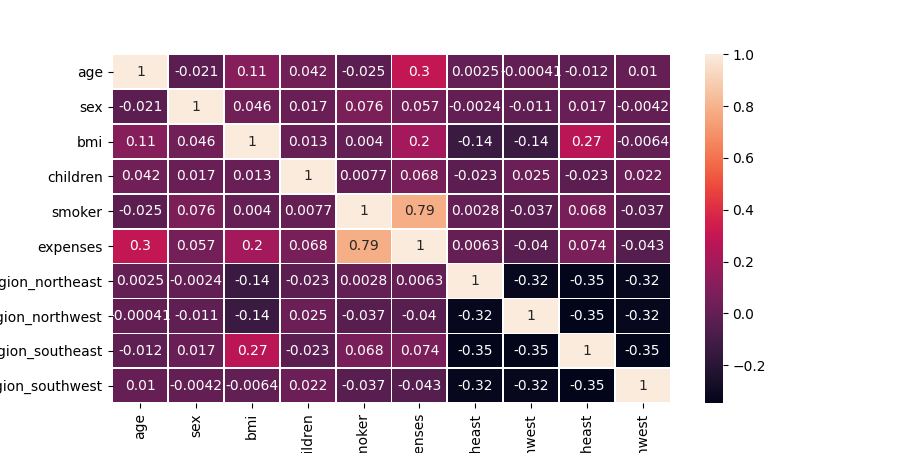 age 1 -0.021 0.11 0.042 -0.025 0.3 0.0025 -0.00041 -0.012 0.01
sex -0.021 1 0.046 0.017 0.076 0.057 -0.0024 -0.011 0.017 -0.0042
bmi 0.11 0.046 1 0.013 0.004 0.2 -0.14 -0.14 0.27 -0.0064
children 0.042 0.017 0.013 1 0.0077 0.068 -0.023 0.025 -0.023 0.022
smoker -0.025 0.076 0.004 0.0077 1 0.79 0.0028 -0.037 0.068 -0.037
expenses 0.3 0.057 0.2 0.068 0.79 1 0.0063 -0.04 0.074 -0.043
gion_northeast 0.0025 -0.0024 -0.14 -0.023 0.0028 0.0063 1 -0.32 -0.35 -0.32
gion_northwest -0.00041 -0.011 -0.14 0.025 -0.037 -0.04 -0.32 1 -0.35 -0.32
gion_southeast -0.012 0.017 0.27 -0.023 0.068 0.074 -0.35 -0.35 1 -0.35
gion_southwest 0.01 -0.0042 -0.0064 0.022 -0.037 -0.043 -0.32 -0.32 -0.35 1
age
sex
bmi
ildren
moker
enses
heast
hwest
heast
hwest
1.0
0.8
0.6
0.4
0.2
0.0
−0.2